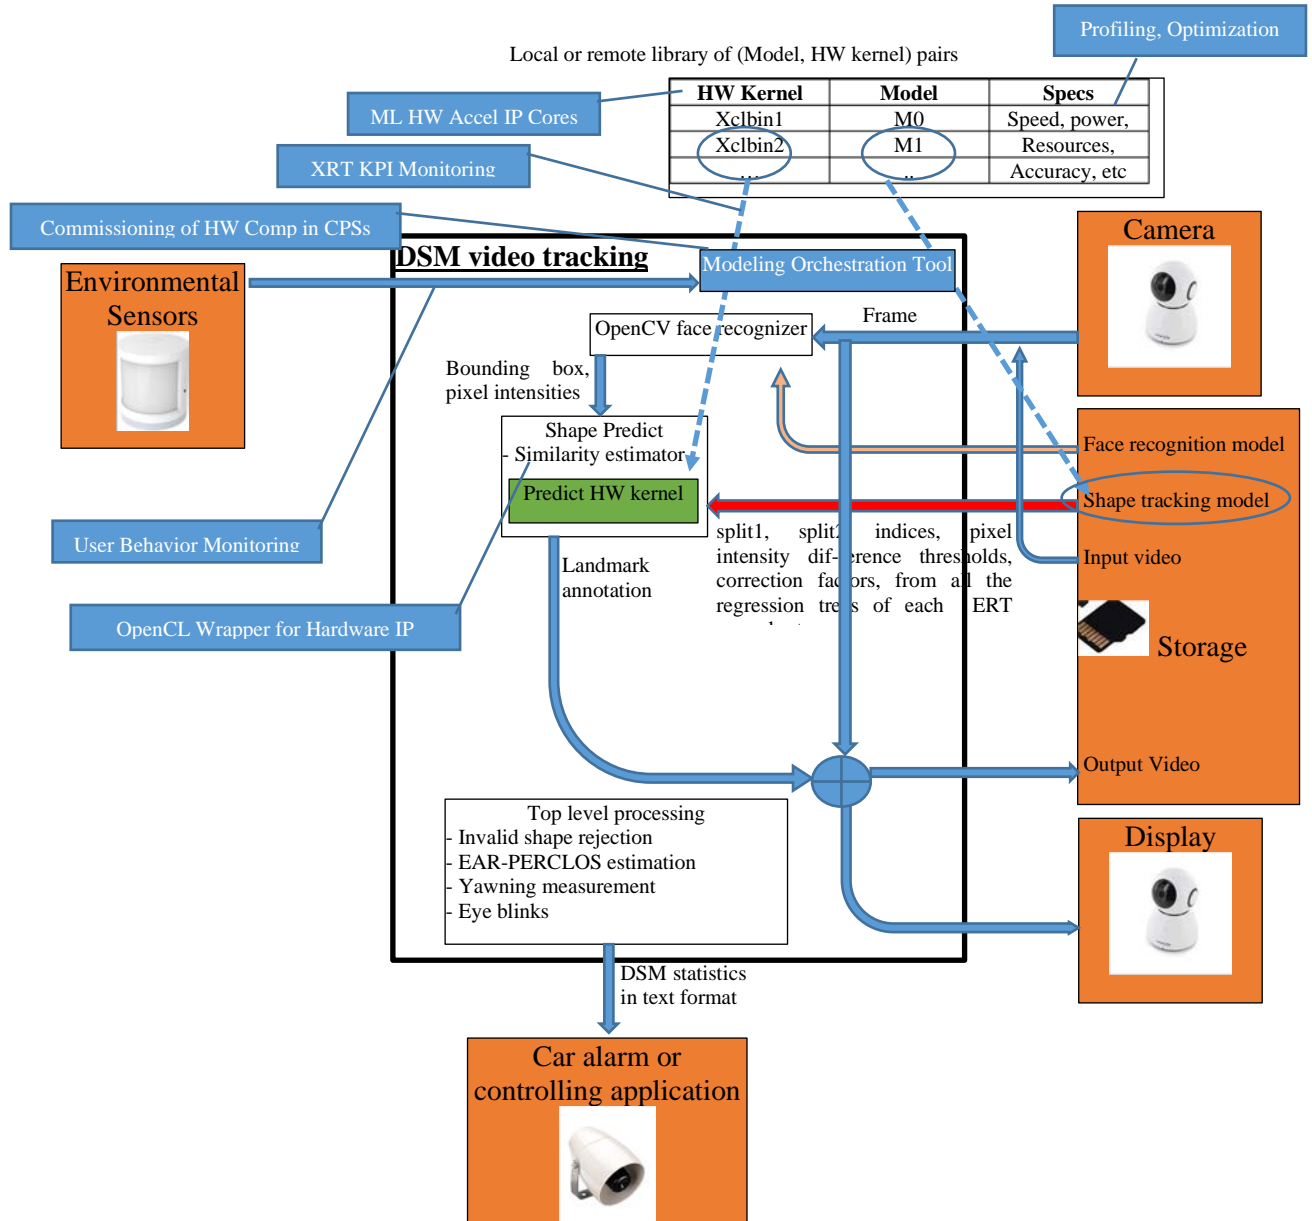 Profiling, Optimization
Local or remote library of (Model, HW kernel) pairs
HW Kernel Model Specs
Xclbin1 M0 Speed, power,
Xclbin2 M1 Resources,
... .. Accuracy, etc
ML HW Accel IP Cores
XRT KPI Monitoring
Commissioning of HW Comp in CPSs
DSM video tracking
Modeling Orchestration Tool
Environmental
Sensors
Camera
Frame
OpenCV face recognizer
Bounding box,
pixel intensities
Shape Predict
- Similarity estimator
Predict HW kernel
Face recognition model
Shape tracking model
Input video
Storage
Output Video
User Behavior Monitoring
split1, split2 indices, pixel
intensity dif-erence thresholds,
correction factors, from all the
regression trees of each ERT
Landmark
annotation
OpenCL Wrapper for Hardware IP
Top level processing
- Invalid shape rejection
- EAR-PERCLOS estimation
- Yawning measurement
- Eye blinks
Display
DSM statistics
in text format
Car alarm or
controlling application